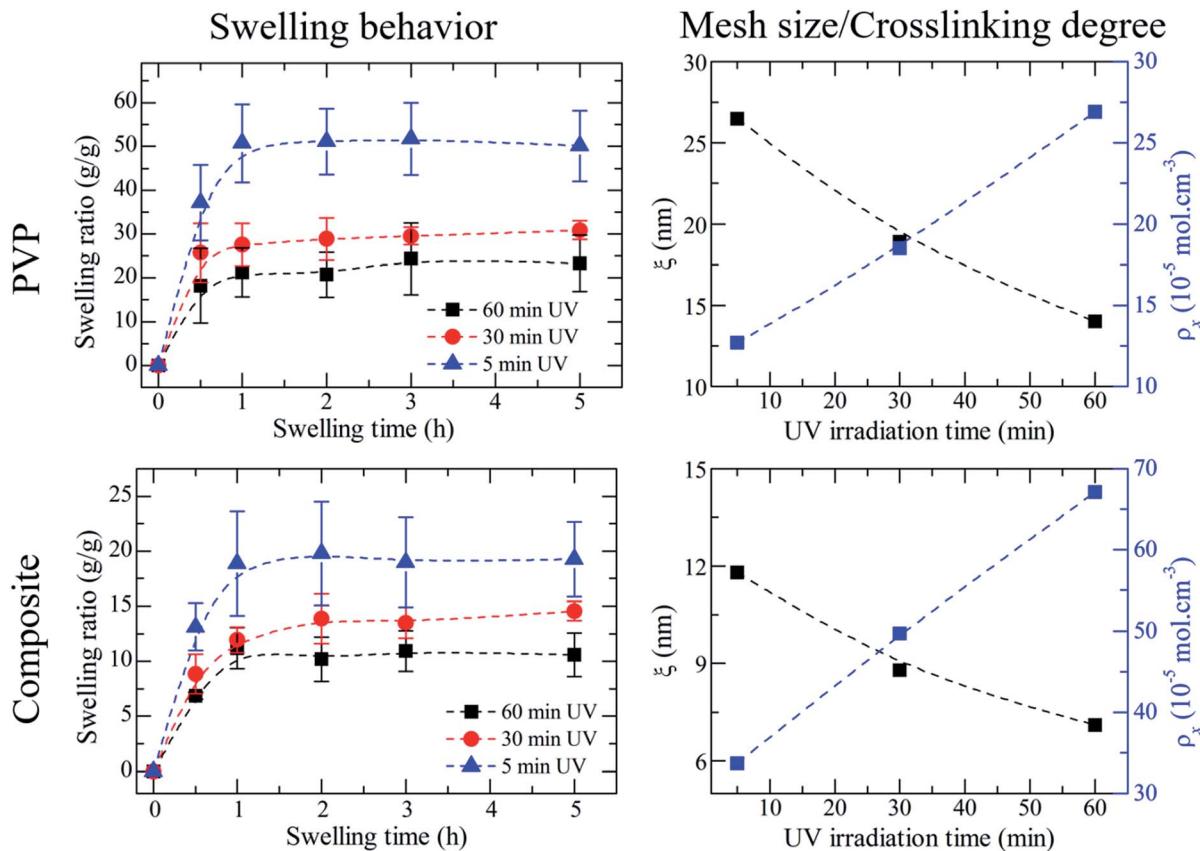 Swelling behavior
Mesh size/Crosslinking degree
PVP
Swelling ratio (g/g)
60
50
40
30
20
10
0
0 1 2 3 4 5
Swelling time (h)
60 min UV
30 min UV
5 min UV
ξ (nm)
30
25
20
15
10
10 20 30 40 50 60
UV irradiation time (min)
30
28
25
23
20
18
15
13
10
ρx (10-5 mol.cm-3)
Composite
Swelling ratio (g/g)
25
20
15
10
5
0
0 1 2 3 4 5
Swelling time (h)
60 min UV
30 min UV
5 min UV
ξ (nm)
15
12
9
6
10 20 30 40 50 60
UV irradiation time (min)
70
60
50
40
30
ρx (10-5 mol.cm-3)